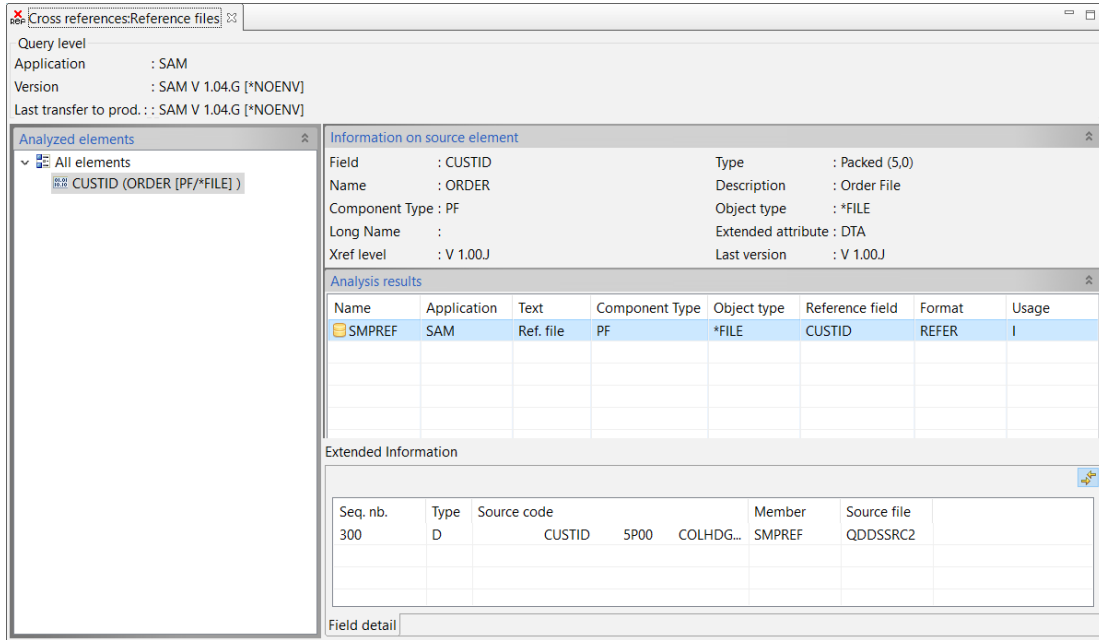 Cross references:Reference files
Query level
Application : SAM
Version : SAM V 1.04.G [*NOENV]
Last transfer to prod. : : SAM V 1.04.G [*NOENV]
Analyzed elements
All elements
CUSTID (ORDER [PF/*FILE] )
Information on source element
Field : CUSTID Type : Packed (5,0)
Name : ORDER Description : Order File
Component Type : PF Object type : *FILE
Long Name : Extended attribute : DTA
Xref level : V 1.00.J Last version : V 1.00.J
Analysis results
Name Application Text Component Type Object type Reference field Format Usage
SMPREF SAM Ref. file PF *FILE CUSTID REFER I
Extended Information
Seq. nb. Type Source code Member Source file
300 D CUSTID 5P00 COLHDG... SMPREF QDDSSRC2
Field detail